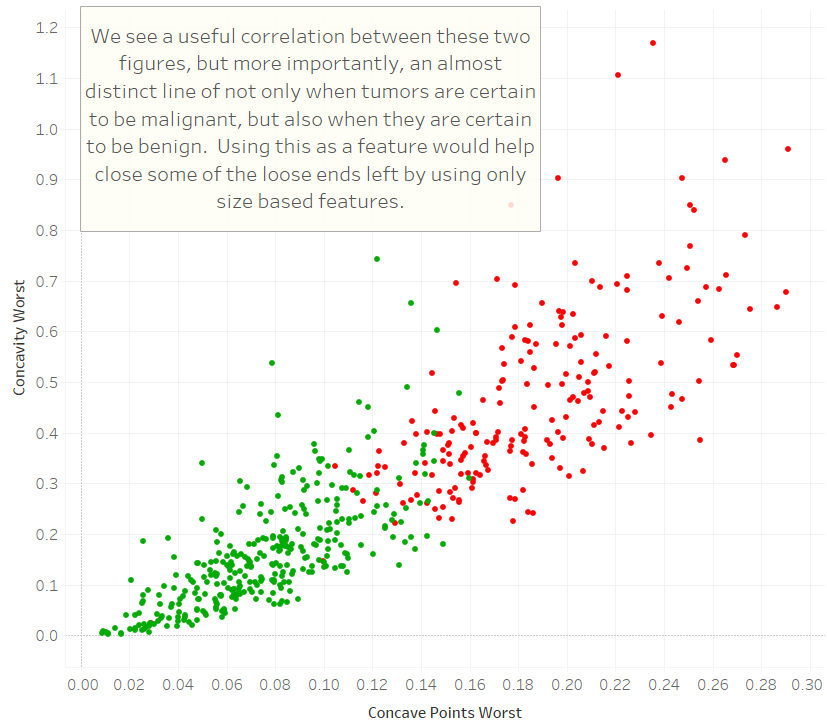 1.2
We see a useful correlation between these two
figures, but more importantly, an almost
1.1
distinct line of not only when tumors are certain
to be malignant, but also when they are certain
1.0
to be benign.  Using this as a feature would help
close some of the loose ends left by using only
0.9
size based features.
0.8
0.7
0.6
0.5
0.4
0.3
0.2
0.1
0.0
Concavity Worst
0.00 0.02 0.04 0.06 0.08 0.10 0.12 0.14 0.16 0.18 0.20 0.22 0.24 0.26 0.28 0.30
Concave Points Worst